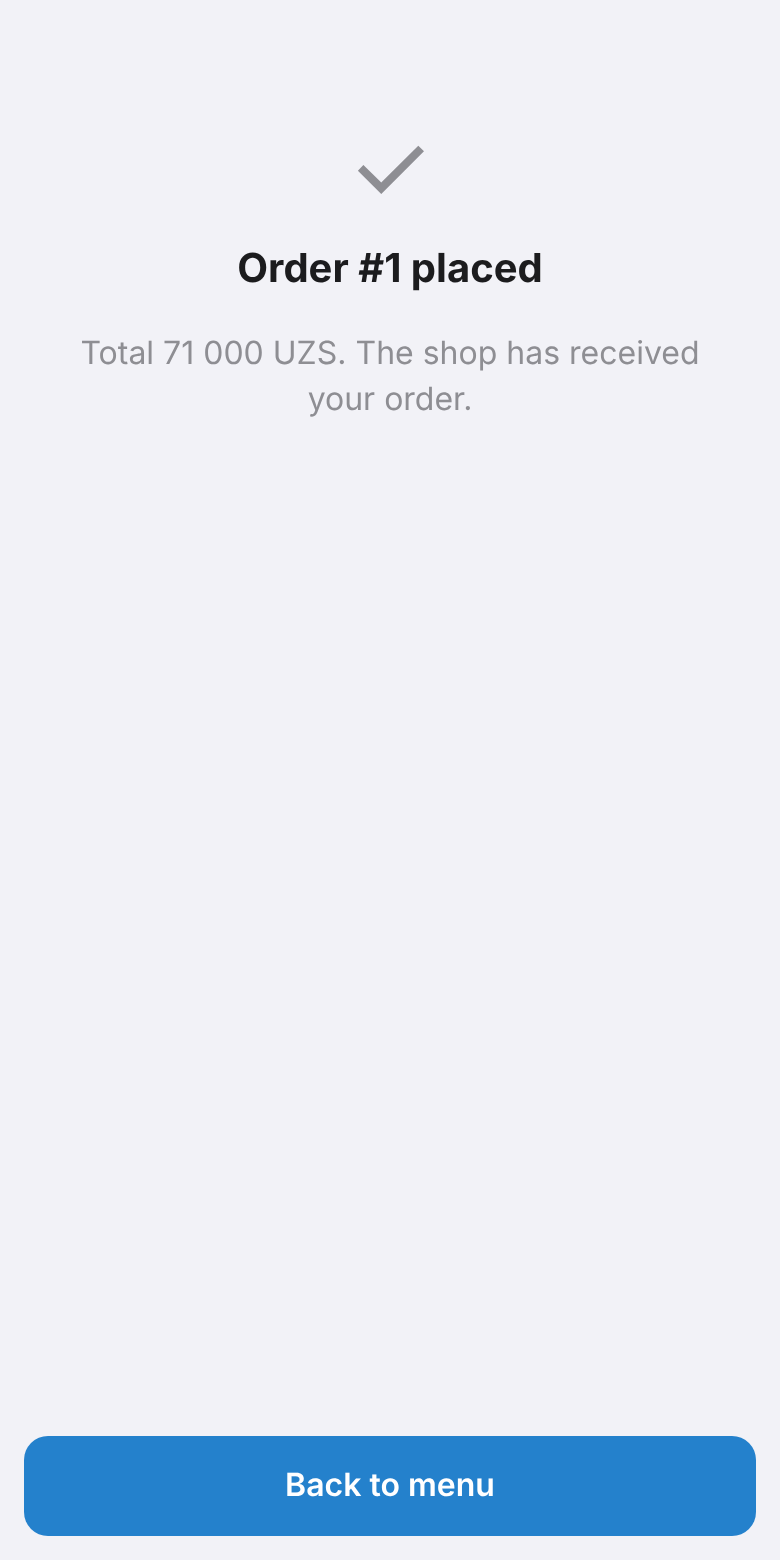 Order #1 placed
Total 71 000 UZS. The shop has received
your order.
Back to menu